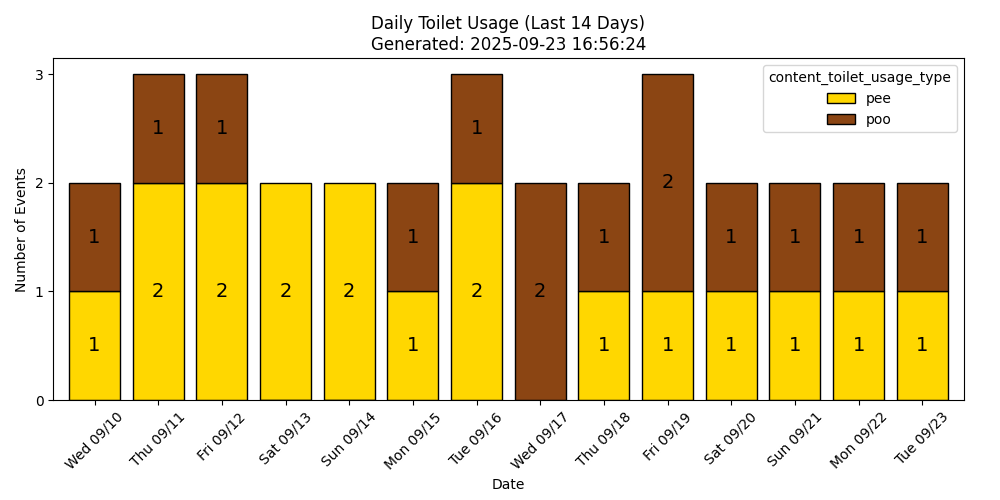 Daily Toilet Usage (Last 14 Days)
Generated: 2025-09-23 16:56:24
content_toilet_usage_type
pee
poo
Number of Events
3
2
1
0
1 1 1 2
1 1 1 1 1 1 1
2 2 2 2 2 2
1 1 1 1 1 1 1 1
Wed 09/10 Thu 09/11 Fri 09/12 Sat 09/13 Sun 09/14 Mon 09/15 Tue 09/16 Wed 09/17 Thu 09/18 Fri 09/19 Sat 09/20 Sun 09/21 Mon 09/22 Tue 09/23
Date